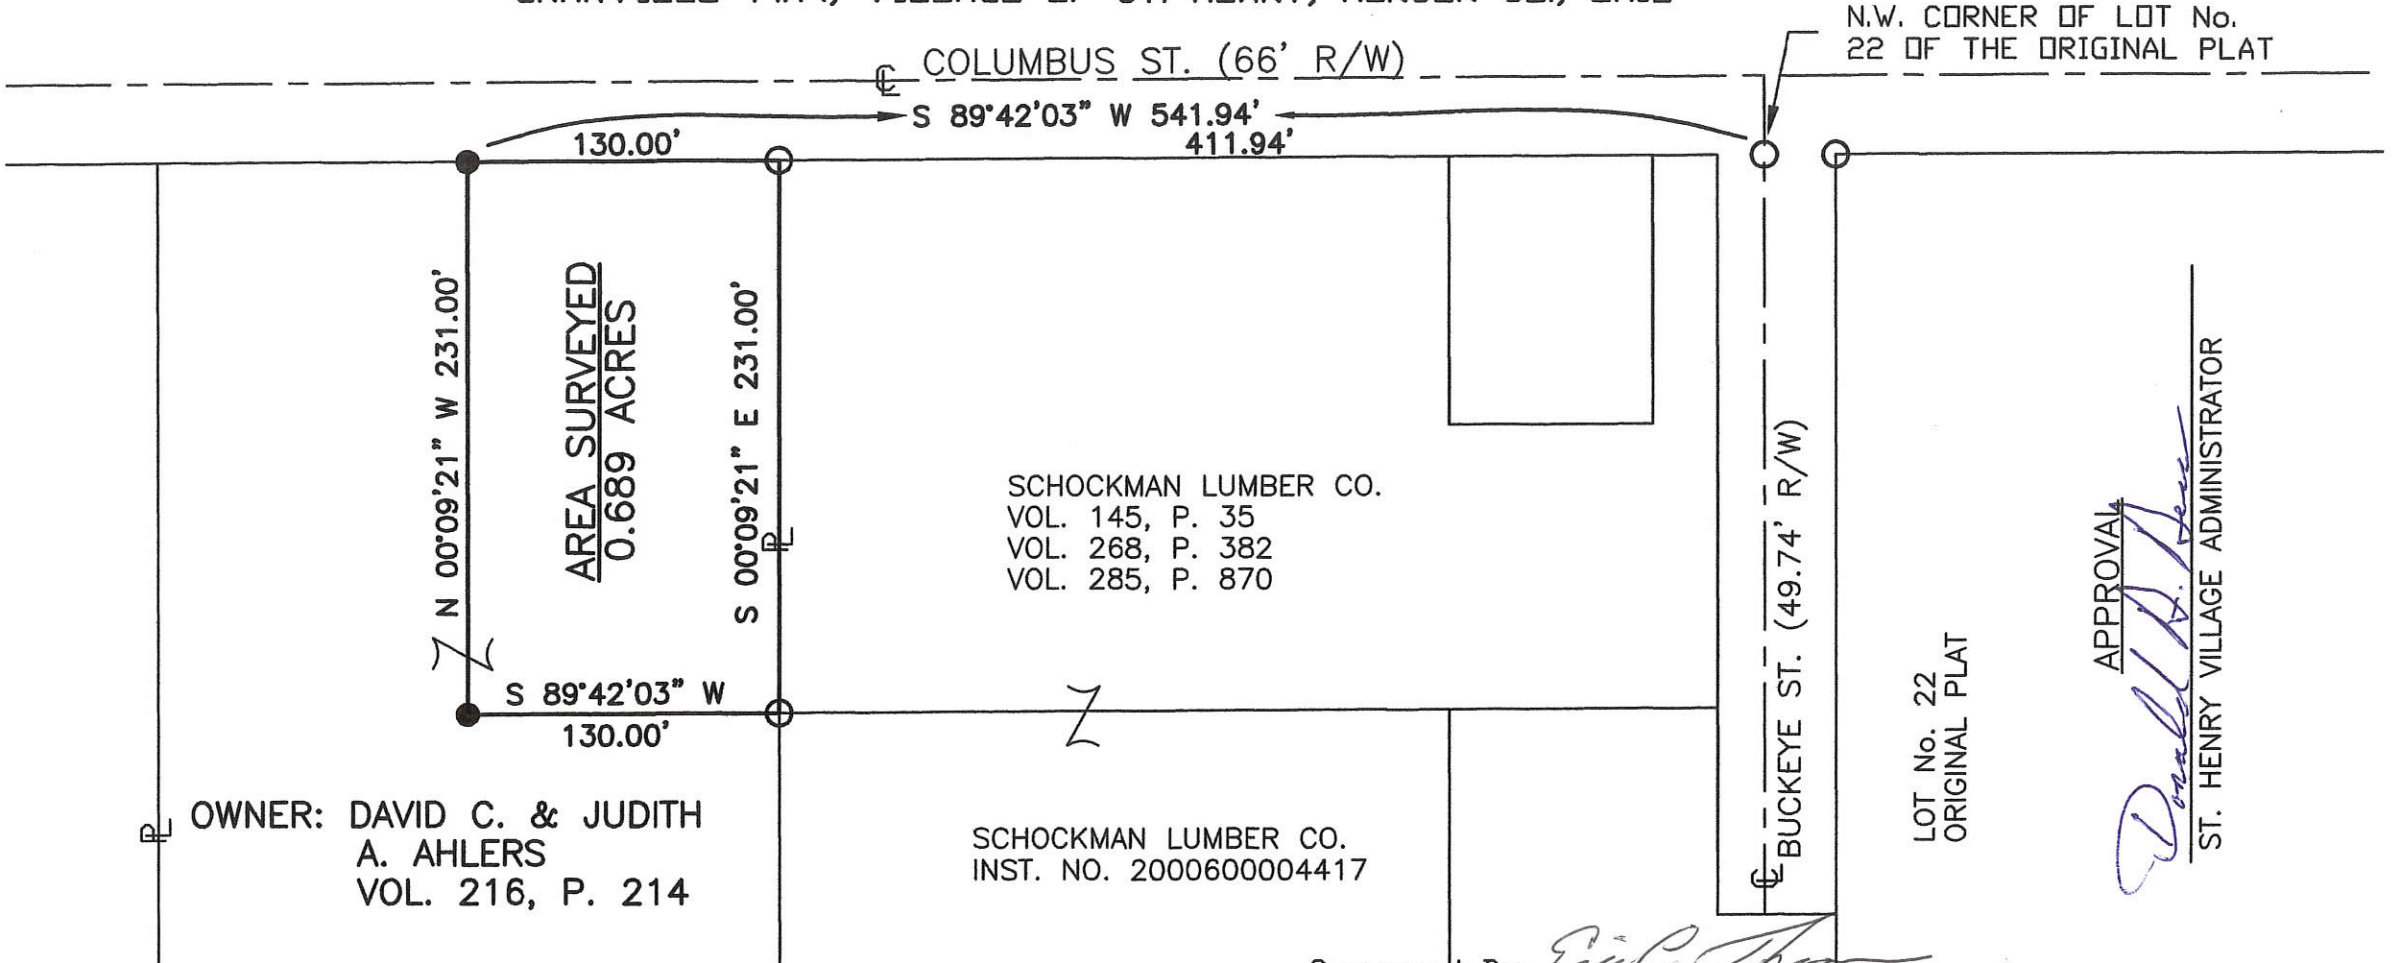 N.W. CORNER OF LOT No.
22 OF THE ORIGINAL PLAT
℄ COLUMBUS ST. (66' R/W)
S 89°42'03" W 541.94'
130.00'
411.94'
N 00°09'21" W 231.00'
AREA SURVEYED
0.689 ACRES
S 00°09'21" E 231.00'
PL
SCHOCKMAN LUMBER CO.
VOL. 145, P. 35
VOL. 268, P. 382
VOL. 285, P. 870
℄ BUCKEYE ST. (49.74' R/W)
LOT No. 22
ORIGINAL PLAT
APPROVAL
ST. HENRY VILLAGE ADMINISTRATOR
S 89°42'03" W
130.00'
PL
OWNER: DAVID C. & JUDITH
A. AHLERS
VOL. 216, P. 214
SCHOCKMAN LUMBER CO.
INST. NO. 2000600004417